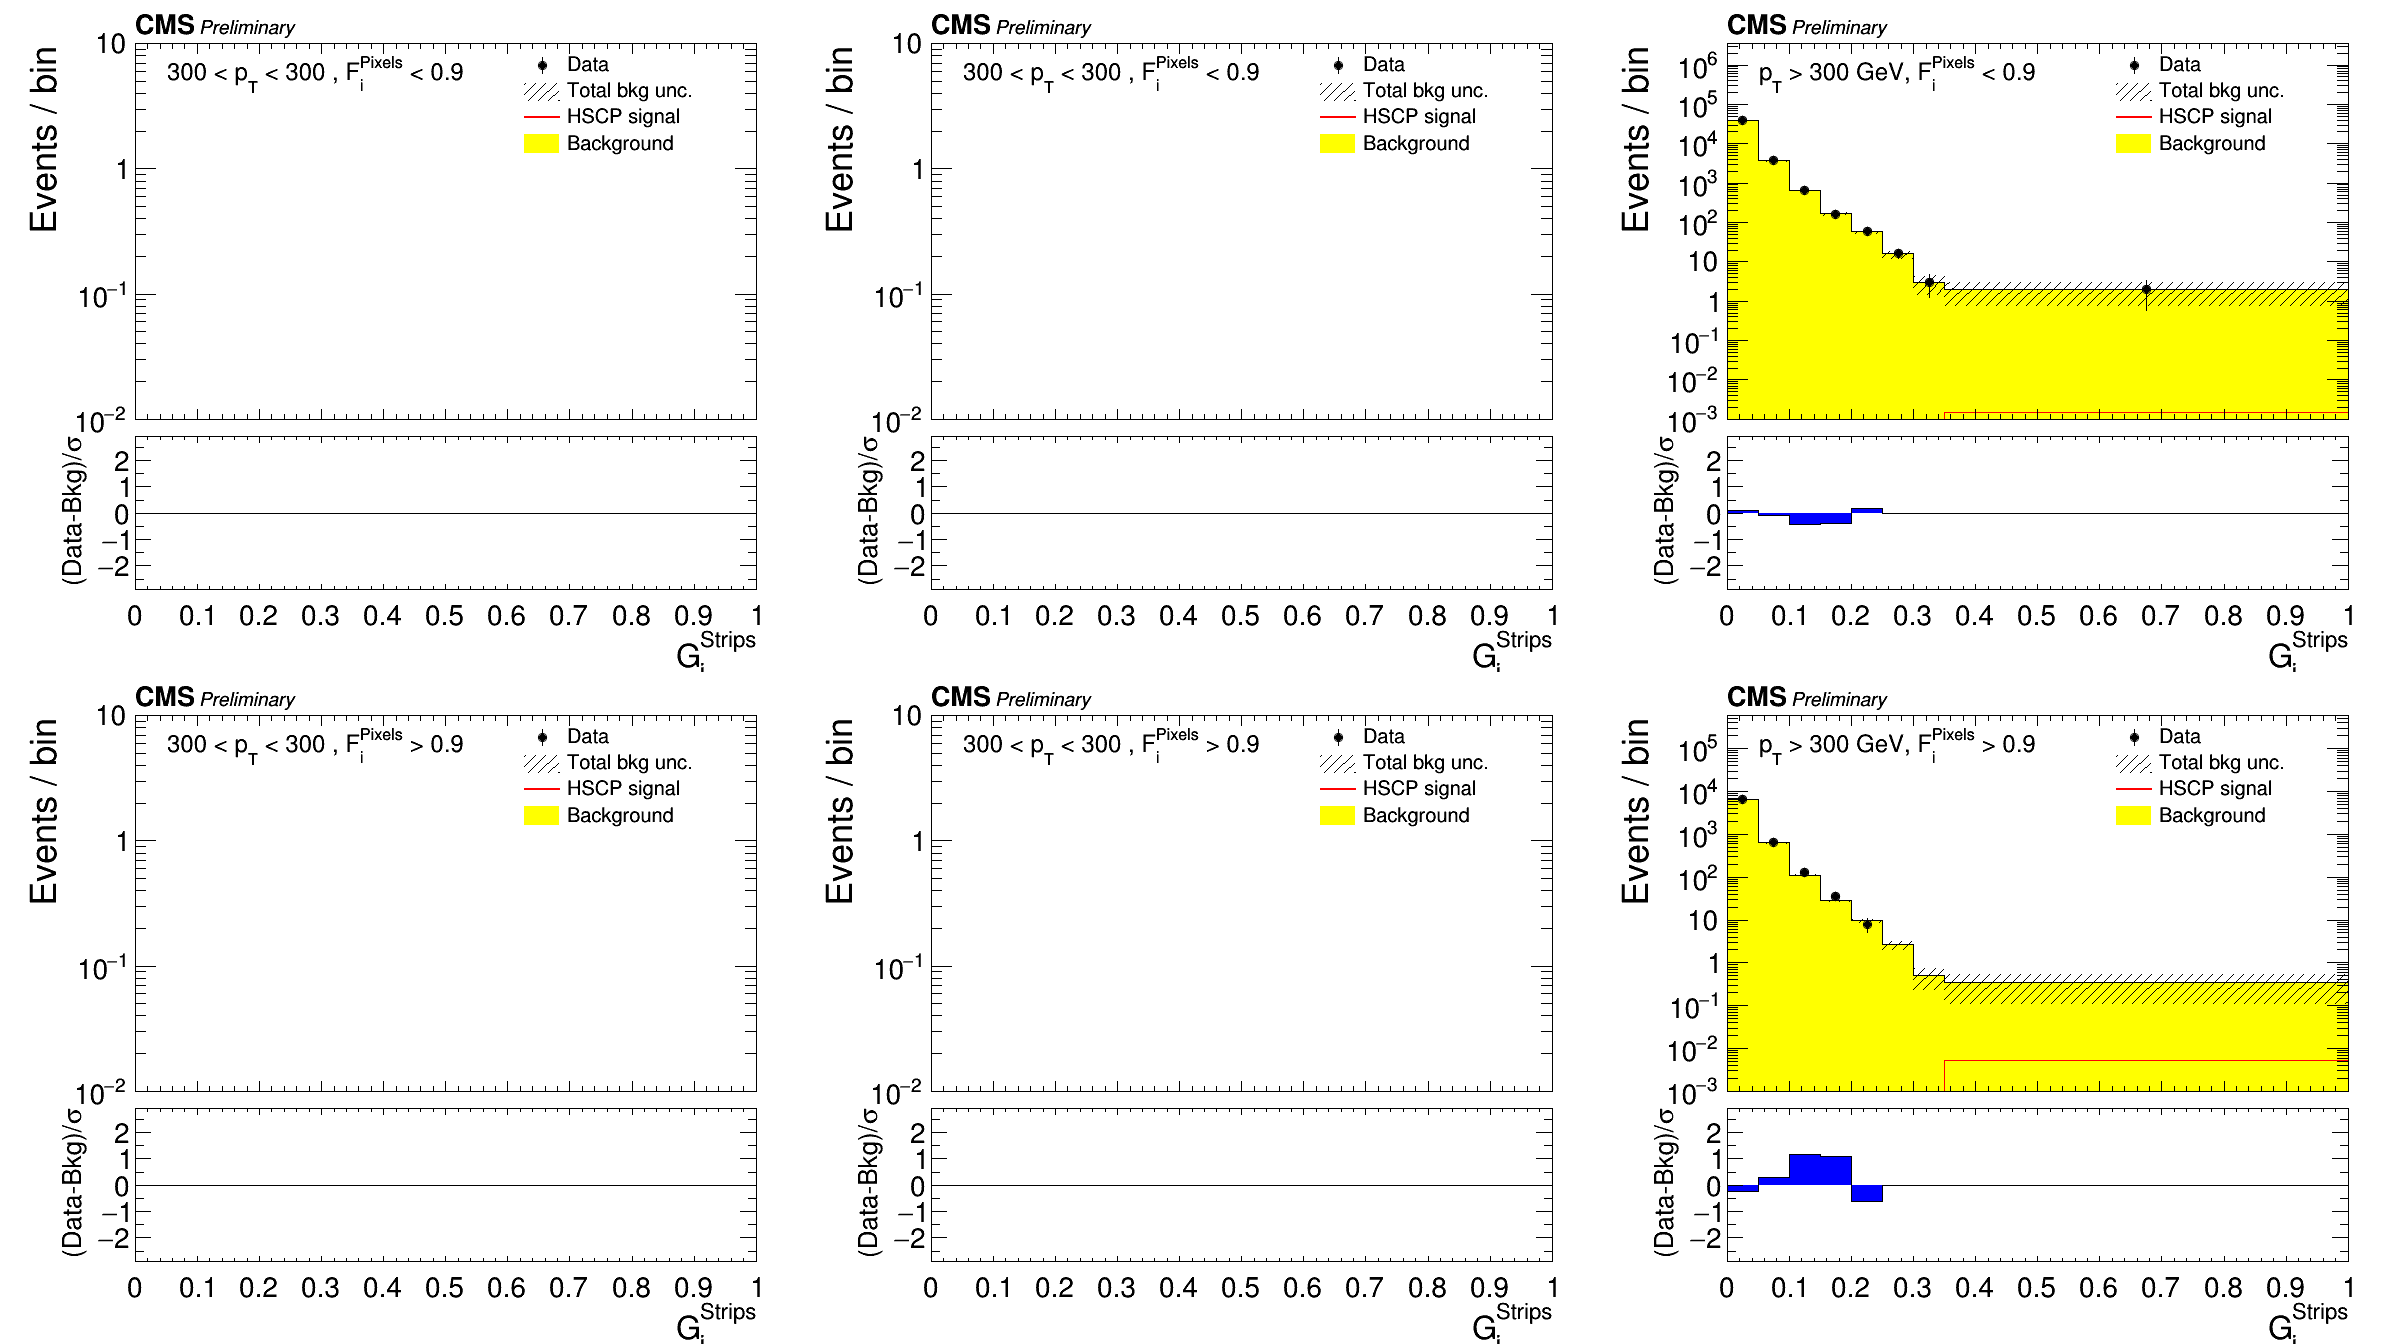 CMS Preliminary
Events / bin
300 < p_T < 300 , F_i^Pixels < 0.9
Data
Total bkg unc.
HSCP signal
Background
10
1
10^−1
10^−2
(Data-Bkg)/σ
2
1
0
−1
−2
0 0.1 0.2 0.3 0.4 0.5 0.6 0.7 0.8 0.9 1
G_i^Strips
CMS Preliminary
Events / bin
300 < p_T < 300 , F_i^Pixels < 0.9
Data
Total bkg unc.
HSCP signal
Background
10
1
10^−1
10^−2
(Data-Bkg)/σ
2
1
0
−1
−2
0 0.1 0.2 0.3 0.4 0.5 0.6 0.7 0.8 0.9 1
G_i^Strips
CMS Preliminary
Events / bin
p_T > 300 GeV, F_i^Pixels < 0.9
Data
Total bkg unc.
HSCP signal
Background
10^6
10^5
10^4
10^3
10^2
10
1
10^−1
10^−2
10^−3
(Data-Bkg)/σ
2
1
0
−1
−2
0 0.1 0.2 0.3 0.4 0.5 0.6 0.7 0.8 0.9 1
G_i^Strips
CMS Preliminary
Events / bin
300 < p_T < 300 , F_i^Pixels > 0.9
Data
Total bkg unc.
HSCP signal
Background
10
1
10^−1
10^−2
(Data-Bkg)/σ
2
1
0
−1
−2
0 0.1 0.2 0.3 0.4 0.5 0.6 0.7 0.8 0.9 1
G_i^Strips
CMS Preliminary
Events / bin
300 < p_T < 300 , F_i^Pixels > 0.9
Data
Total bkg unc.
HSCP signal
Background
10
1
10^−1
10^−2
(Data-Bkg)/σ
2
1
0
−1
−2
0 0.1 0.2 0.3 0.4 0.5 0.6 0.7 0.8 0.9 1
G_i^Strips
CMS Preliminary
Events / bin
p_T > 300 GeV, F_i^Pixels > 0.9
Data
Total bkg unc.
HSCP signal
Background
10^5
10^4
10^3
10^2
10
1
10^−1
10^−2
10^−3
(Data-Bkg)/σ
2
1
0
−1
−2
0 0.1 0.2 0.3 0.4 0.5 0.6 0.7 0.8 0.9 1
G_i^Strips